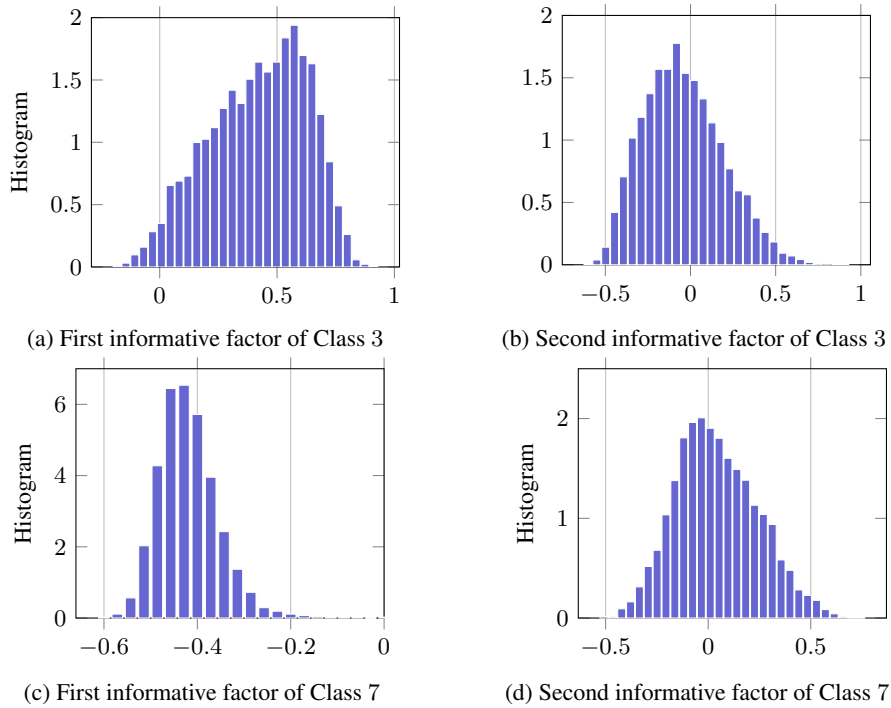 2
1.5
1
0.5
0
Histogram
0 0.5 1
(a) First informative factor of Class 3
2
1.5
1
0.5
0
Histogram
−0.5 0 0.5 1
(b) Second informative factor of Class 3
6
4
2
0
Histogram
−0.6 −0.4 −0.2 0
(c) First informative factor of Class 7
2
1
0
Histogram
−0.5 0 0.5
(d) Second informative factor of Class 7